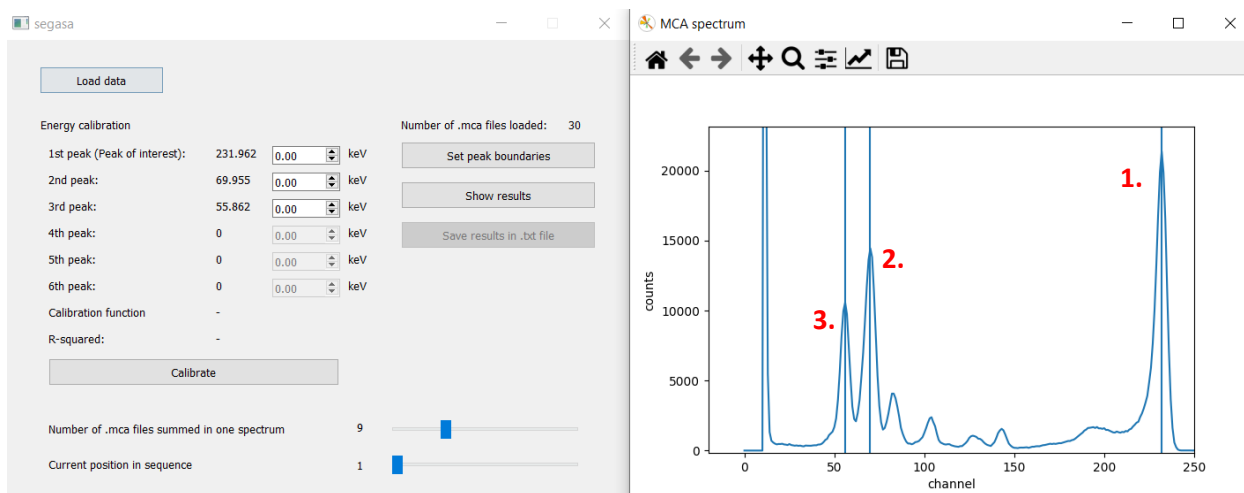 segasa
Load data
Energy calibration
1st peak (Peak of interest): 231.962 0.00 keV
2nd peak: 69.955 0.00 keV
3rd peak: 55.862 0.00 keV
4th peak: 0 0.00 keV
5th peak: 0 0.00 keV
6th peak: 0 0.00 keV
Calibration function -
R-squared: -
Calibrate
Number of .mca files loaded: 30
Set peak boundaries
Show results
Save results in .txt file
Number of .mca files summed in one spectrum 9
Current position in sequence 1
MCA spectrum
20000
15000
10000
5000
0
counts
1.
2.
3.
0 50 100 150 200 250
channel